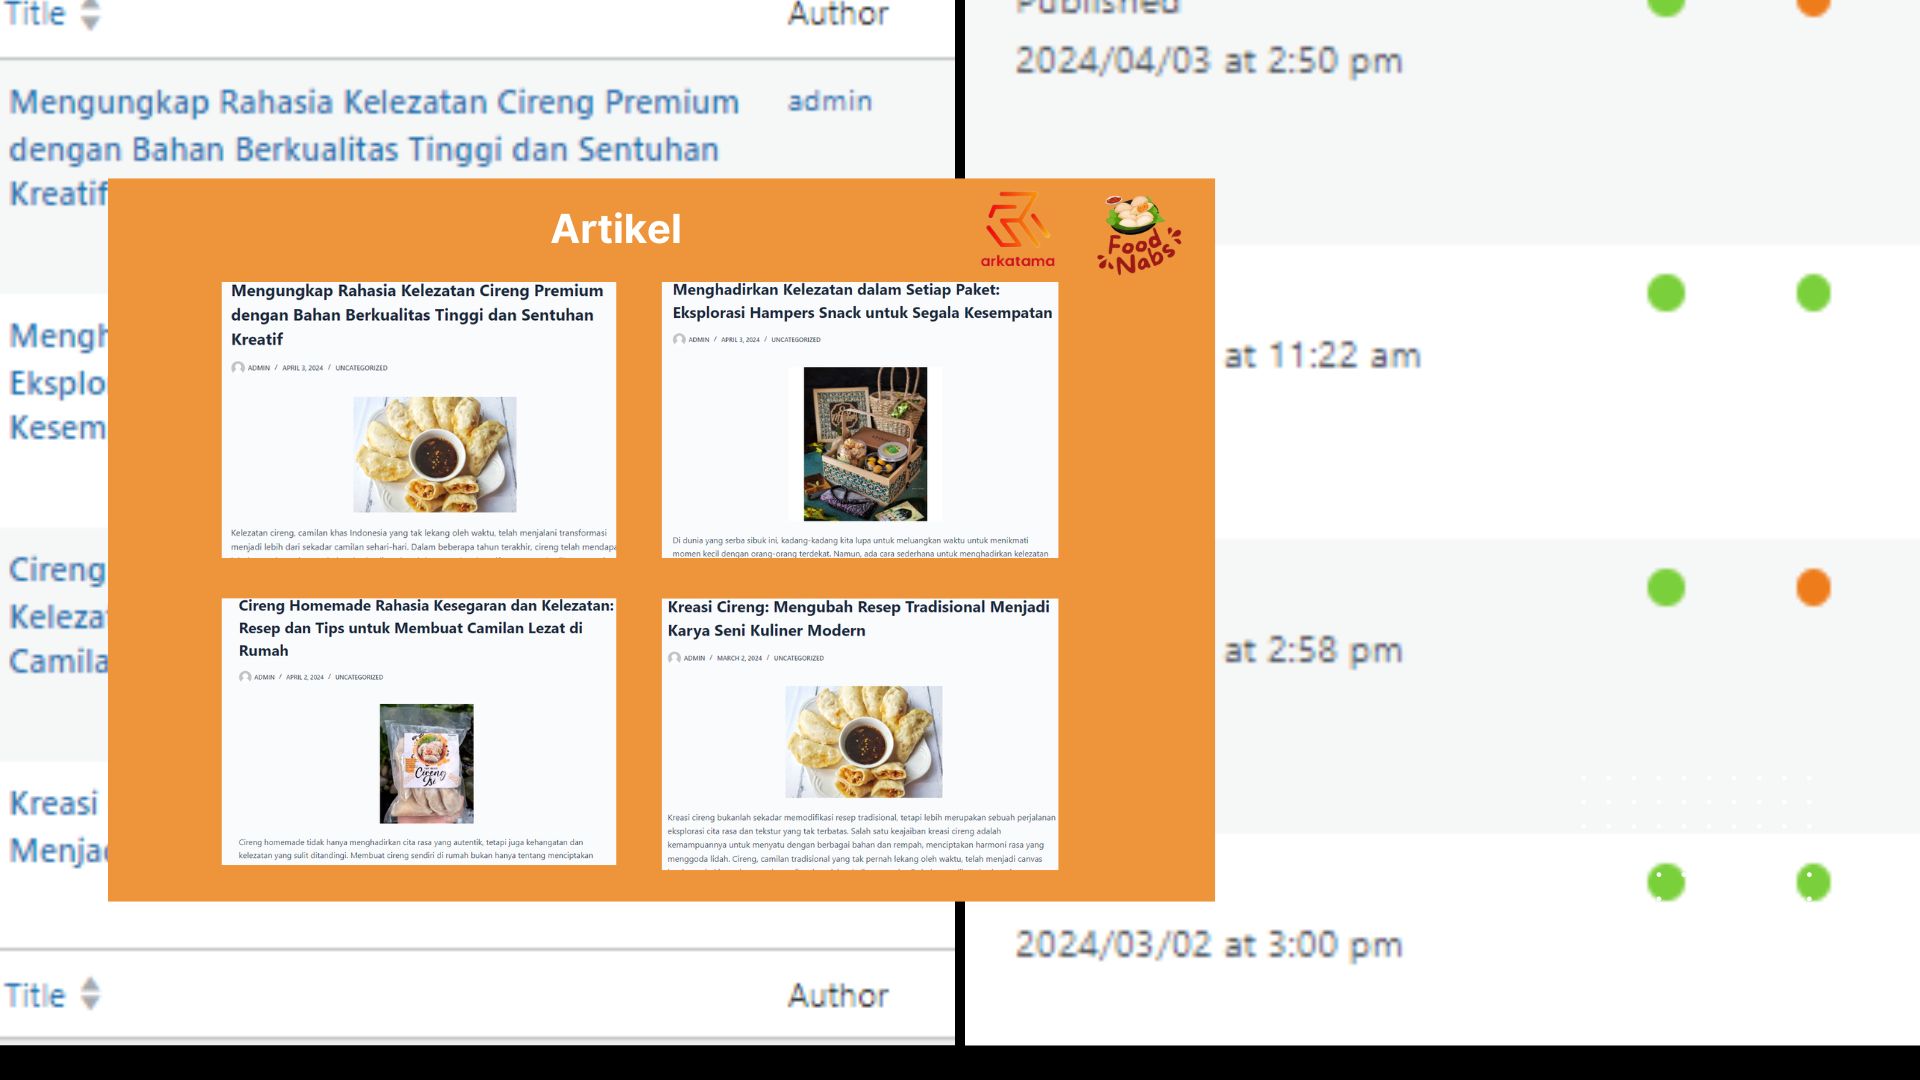 Title
Author
Mengungkap Rahasia Kelezatan Cireng Premium
dengan Bahan Berkualitas Tinggi dan Sentuhan
Kreatif
admin
Mengh
Eksplo
Kesem
Cireng
Keleza
Camila
Kreasi
Menja
Title
Author
Published
2024/04/03 at 2:50 pm
at 11:22 am
at 2:58 pm
2024/03/02 at 3:00 pm
Artikel
arkatama
Food
Nabs
Mengungkap Rahasia Kelezatan Cireng Premium
dengan Bahan Berkualitas Tinggi dan Sentuhan
Kreatif
ADMIN / APRIL 3, 2024 / UNCATEGORIZED
Kelezatan cireng, camilan khas Indonesia yang tak lekang oleh waktu, telah menjalani transformasi
menjadi lebih dari sekadar camilan sehari-hari. Dalam beberapa tahun terakhir, cireng telah mendapa
Menghadirkan Kelezatan dalam Setiap Paket:
Eksplorasi Hampers Snack untuk Segala Kesempatan
ADMIN / APRIL 3, 2024 / UNCATEGORIZED
Di dunia yang serba sibuk ini, kadang-kadang kita lupa untuk meluangkan waktu untuk menikmati
momen kecil dengan orang-orang terdekat. Namun, ada cara sederhana untuk menghadirkan kelezatan
Cireng Homemade Rahasia Kesegaran dan Kelezatan:
Resep dan Tips untuk Membuat Camilan Lezat di
Rumah
ADMIN / APRIL 2, 2024 / UNCATEGORIZED
Cireng
Isi
Cireng homemade tidak hanya menghadirkan cita rasa yang autentik, tetapi juga kehangatan dan
kelezatan yang sulit ditandingi. Membuat cireng sendiri di rumah bukan hanya tentang menciptakan
Kreasi Cireng: Mengubah Resep Tradisional Menjadi
Karya Seni Kuliner Modern
ADMIN / MARCH 2, 2024 / UNCATEGORIZED
Kreasi cireng bukanlah sekadar memodifikasi resep tradisional, tetapi lebih merupakan sebuah perjalanan
eksplorasi cita rasa dan tekstur yang tak terbatas. Salah satu keajaiban kreasi cireng adalah
kemampuannya untuk menyatu dengan berbagai bahan dan rempah, menciptakan harmoni rasa yang
menggoda lidah. Cireng, camilan tradisional yang tak pernah lekang oleh waktu, telah menjadi canvas